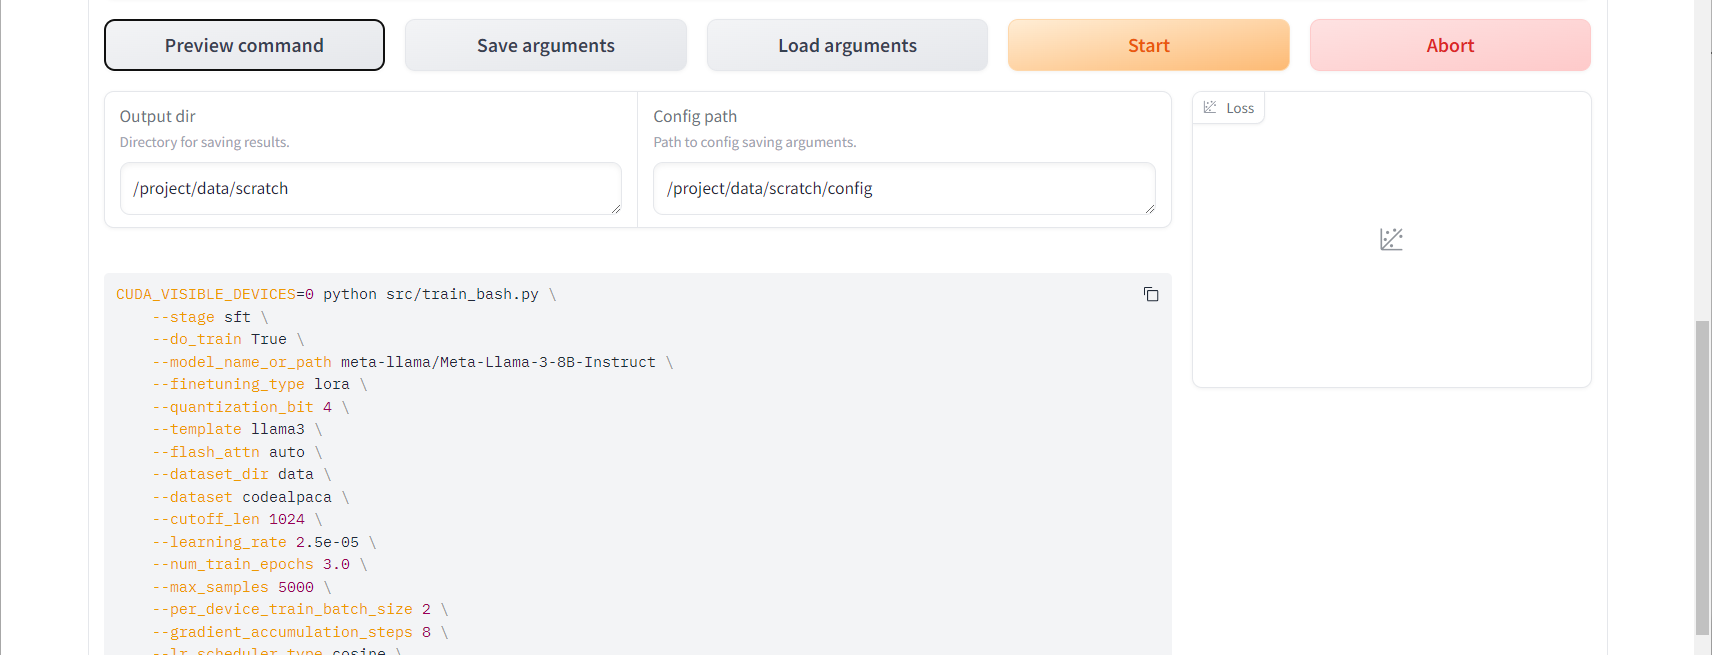 Preview command
Save arguments
Load arguments
Start
Abort
Output dir
Directory for saving results.
/project/data/scratch
Config path
Path to config saving arguments.
/project/data/scratch/config
Loss
CUDA_VISIBLE_DEVICES=0 python src/train_bash.py \
--stage sft \
--do_train True \
--model_name_or_path meta-llama/Meta-Llama-3-8B-Instruct \
--finetuning_type lora \
--quantization_bit 4 \
--template llama3 \
--flash_attn auto \
--dataset_dir data \
--dataset codealpaca \
--cutoff_len 1024 \
--learning_rate 2.5e-05 \
--num_train_epochs 3.0 \
--max_samples 5000 \
--per_device_train_batch_size 2 \
--gradient_accumulation_steps 8 \
--lr_scheduler_type cosine \